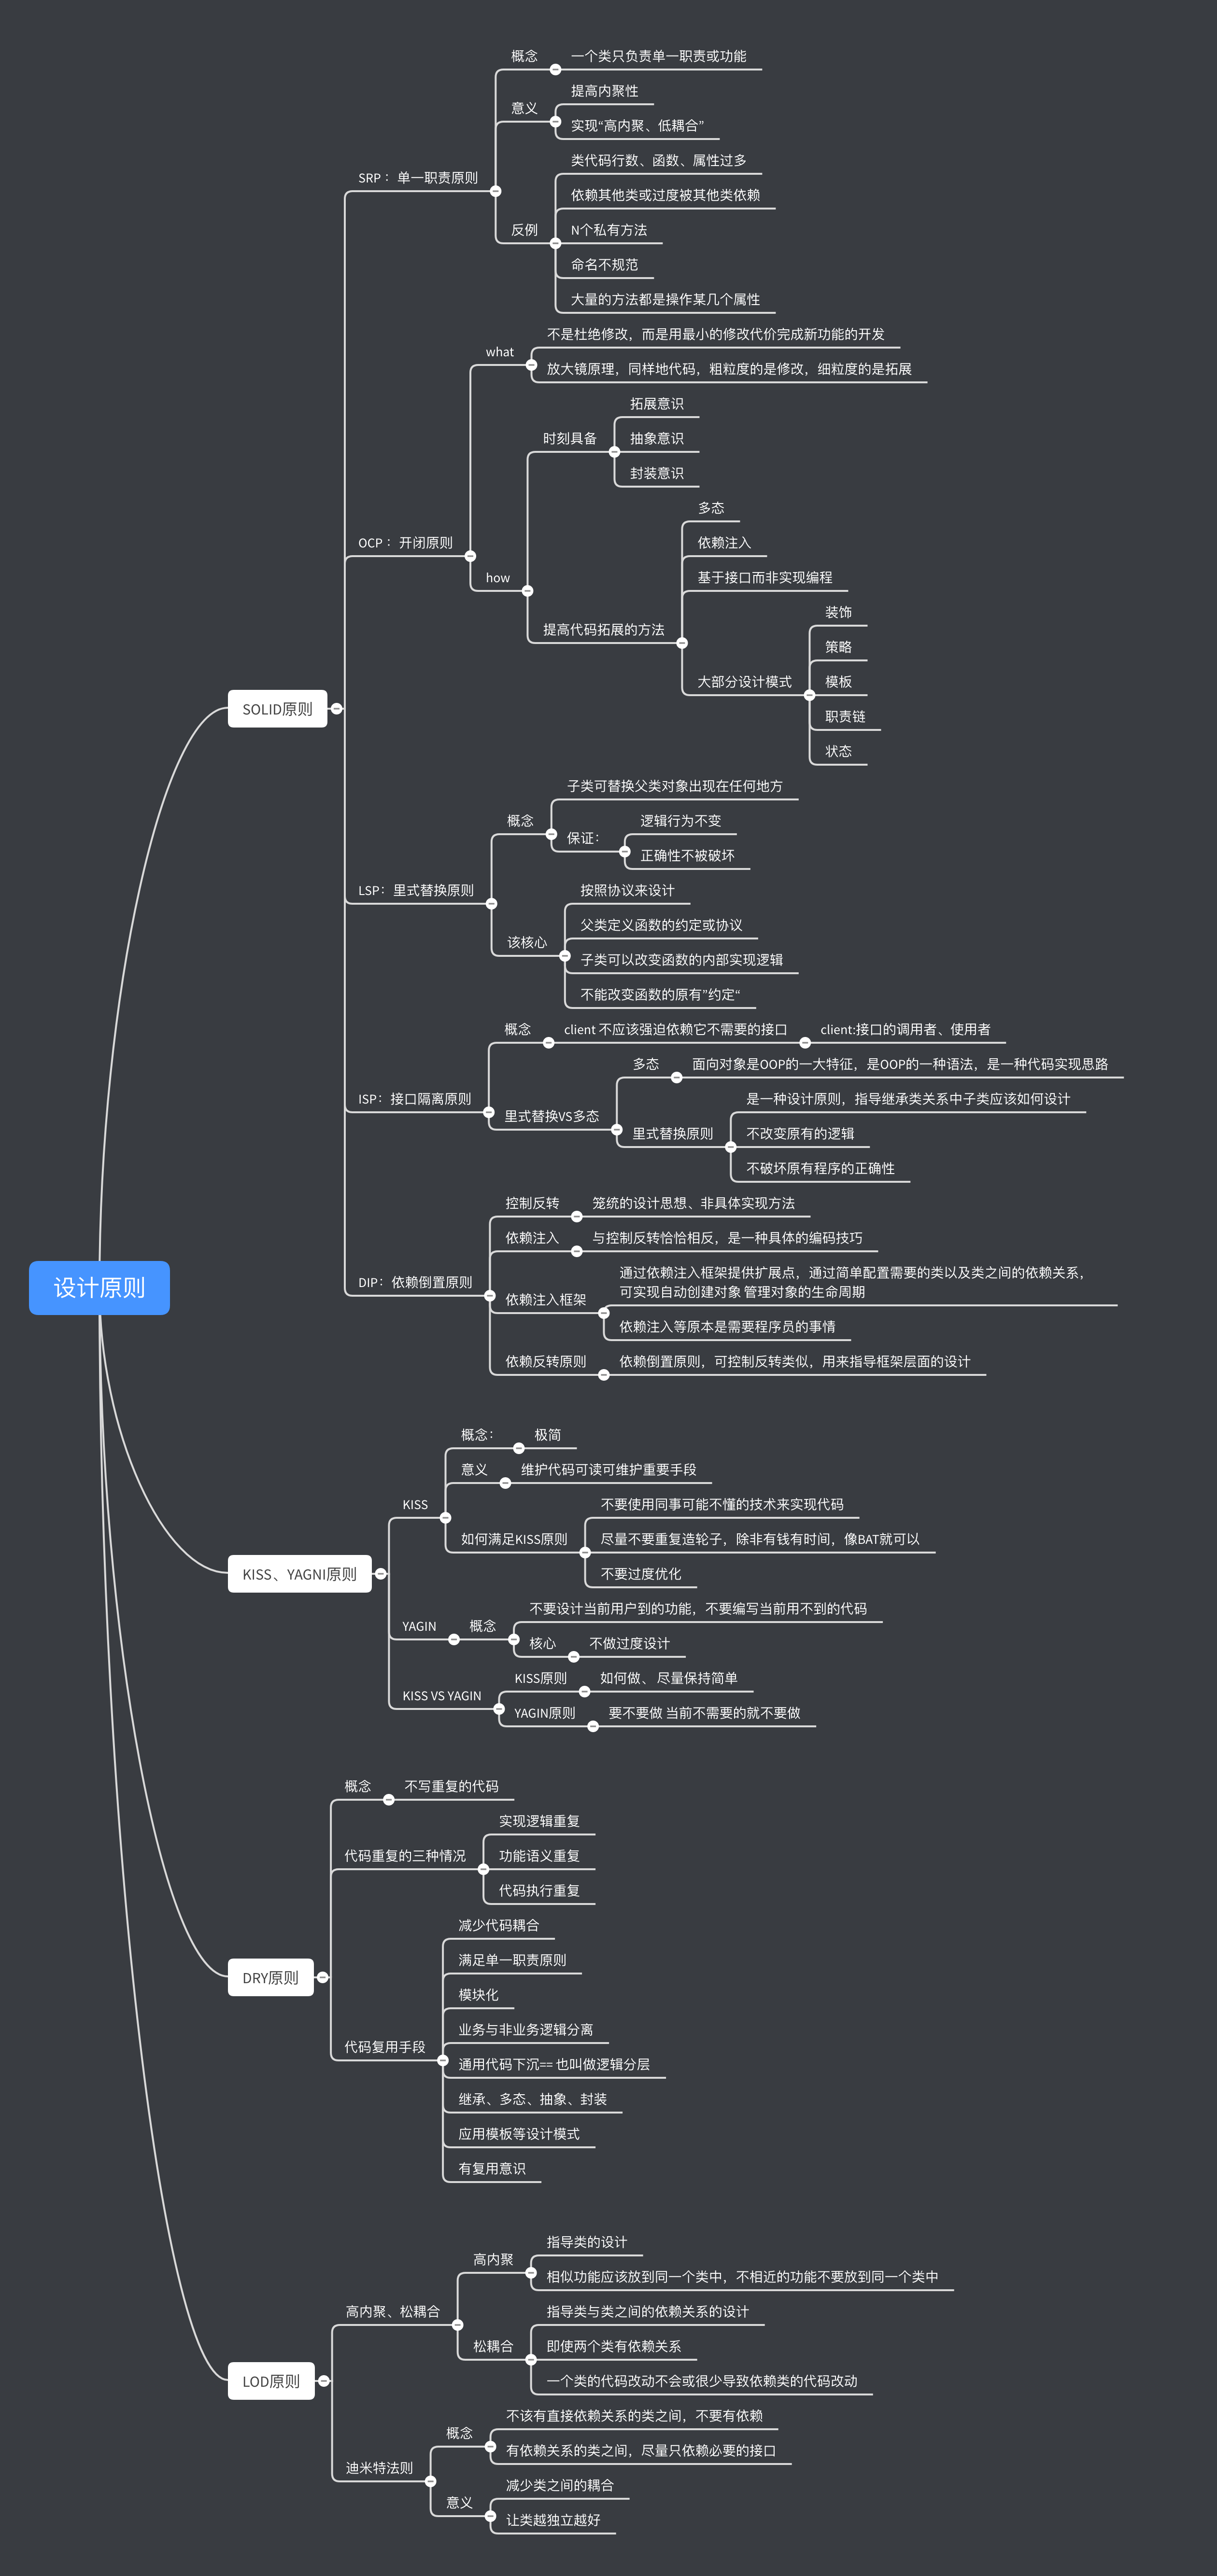 设计原则
SOLID原则
SRP： 单一职责原则
概念
一个类只负责单一职责或功能
意义
提高内聚性
实现“高内聚、低耦合”
反例
类代码行数、函数、属性过多
依赖其他类或过度被其他类依赖
N个私有方法
命名不规范
大量的方法都是操作某几个属性
OCP： 开闭原则
what
不是杜绝修改，而是用最小的修改代价完成新功能的开发
放大镜原理，同样地代码，粗粒度的是修改，细粒度的是拓展
how
时刻具备
拓展意识
抽象意识
封装意识
提高代码拓展的方法
多态
依赖注入
基于接口而非实现编程
大部分设计模式
装饰
策略
模板
职责链
状态
LSP：里式替换原则
概念
子类可替换父类对象出现在任何地方
保证：
逻辑行为不变
正确性不被破坏
该核心
按照协议来设计
父类定义函数的约定或协议
子类可以改变函数的内部实现逻辑
不能改变函数的原有”约定“
ISP：接口隔离原则
概念
client 不应该强迫依赖它不需要的接口
client:接口的调用者、使用者
里式替换VS多态
多态
面向对象是OOP的一大特征，是OOP的一种语法，是一种代码实现思路
里式替换原则
是一种设计原则，指导继承类关系中子类应该如何设计
不改变原有的逻辑
不破坏原有程序的正确性
DIP：依赖倒置原则
控制反转
笼统的设计思想、非具体实现方法
依赖注入
与控制反转恰恰相反，是一种具体的编码技巧
依赖注入框架
通过依赖注入框架提供扩展点，通过简单配置需要的类以及类之间的依赖关系，
可实现自动创建对象 管理对象的生命周期
依赖注入等原本是需要程序员的事情
依赖反转原则
依赖倒置原则，可控制反转类似，用来指导框架层面的设计
KISS、YAGNI原则
KISS
概念：
极简
意义
维护代码可读可维护重要手段
如何满足KISS原则
不要使用同事可能不懂的技术来实现代码
尽量不要重复造轮子，除非有钱有时间，像BAT就可以
不要过度优化
YAGIN
概念
不要设计当前用户到的功能，不要编写当前用不到的代码
核心
不做过度设计
KISS VS YAGIN
KISS原则
如何做、 尽量保持简单
YAGIN原则
要不要做 当前不需要的就不要做
DRY原则
概念
不写重复的代码
代码重复的三种情况
实现逻辑重复
功能语义重复
代码执行重复
代码复用手段
减少代码耦合
满足单一职责原则
模块化
业务与非业务逻辑分离
通用代码下沉== 也叫做逻辑分层
继承、多态、抽象、封装
应用模板等设计模式
有复用意识
LOD原则
高内聚、松耦合
高内聚
指导类的设计
相似功能应该放到同一个类中，不相近的功能不要放到同一个类中
松耦合
指导类与类之间的依赖关系的设计
即使两个类有依赖关系
一个类的代码改动不会或很少导致依赖类的代码改动
迪米特法则
概念
不该有直接依赖关系的类之间，不要有依赖
有依赖关系的类之间，尽量只依赖必要的接口
意义
减少类之间的耦合
让类越独立越好